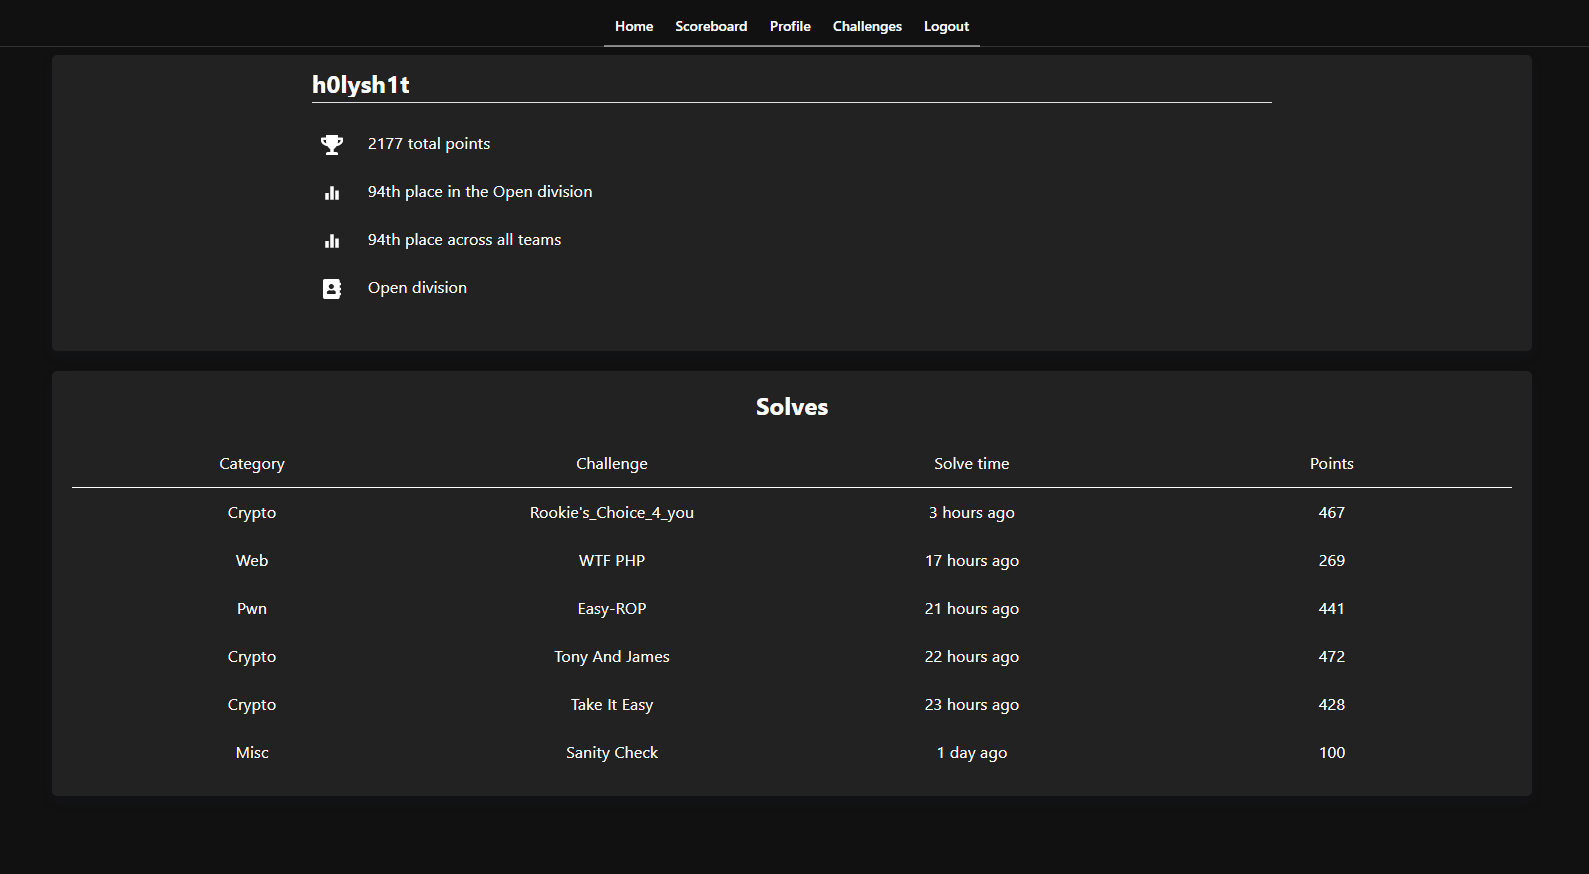 Home Scoreboard Profile Challenges Logout
h0lysh1t
2177 total points
94th place in the Open division
94th place across all teams
Open division
Solves
Category Challenge Solve time Points
Crypto Rookie's_Choice_4_you 3 hours ago 467
Web WTF PHP 17 hours ago 269
Pwn Easy-ROP 21 hours ago 441
Crypto Tony And James 22 hours ago 472
Crypto Take It Easy 23 hours ago 428
Misc Sanity Check 1 day ago 100